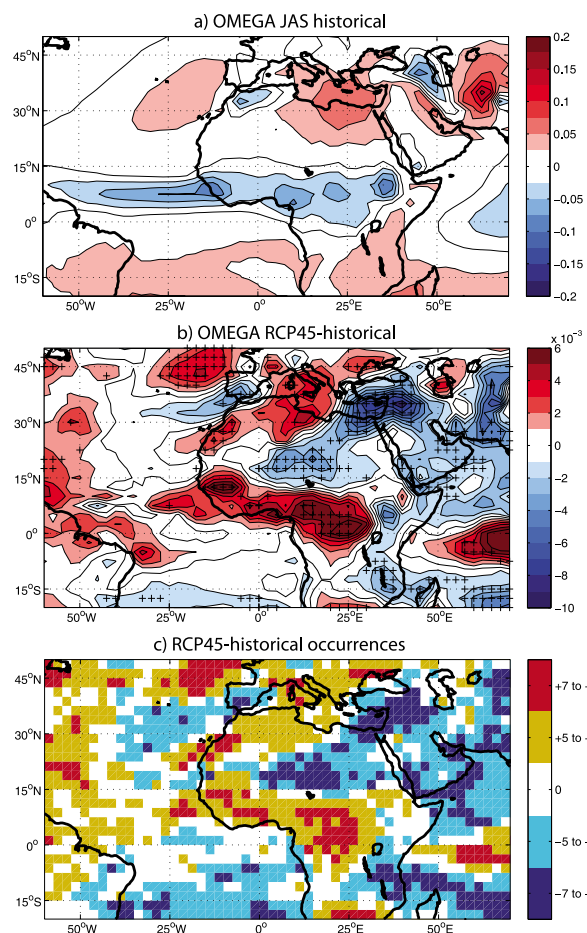 a) OMEGA JAS historical
45°N
30°N
15°N
0°
15°S
50°W
25°W
0°
25°E
50°E
0.2
0.15
0.1
0.05
0
−0.05
−0.1
−0.15
−0.2
b) OMEGA RCP45-historical
x 10⁻³
45°N
30°N
15°N
0°
15°S
50°W
25°W
0°
25°E
50°E
6
4
2
0
−2
−4
−6
−8
−10
c) RCP45-historical occurrences
45°N
30°N
15°N
0°
15°S
50°W
25°W
0°
25°E
50°E
+7 to
+5 to
0
−5 to
−7 to